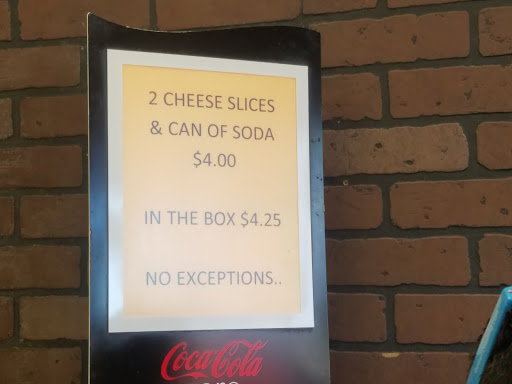 2 CHEESE SLICES
& CAN OF SODA
$4.00
IN THE BOX $4.25
NO EXCEPTIONS..
Coca-Cola